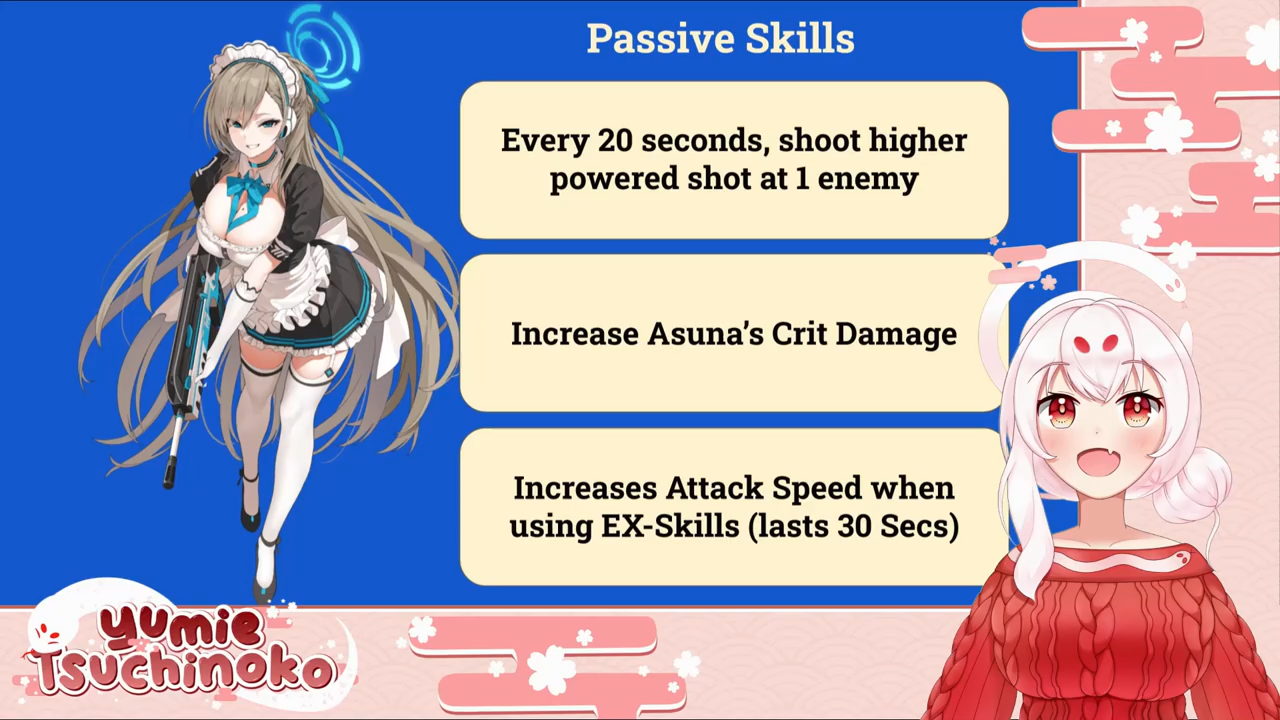 Passive Skills
Every 20 seconds, shoot higher
powered shot at 1 enemy
Increase Asuna’s Crit Damage
Increases Attack Speed when
using EX-Skills (lasts 30 Secs)
yumie
Tsuchinoko